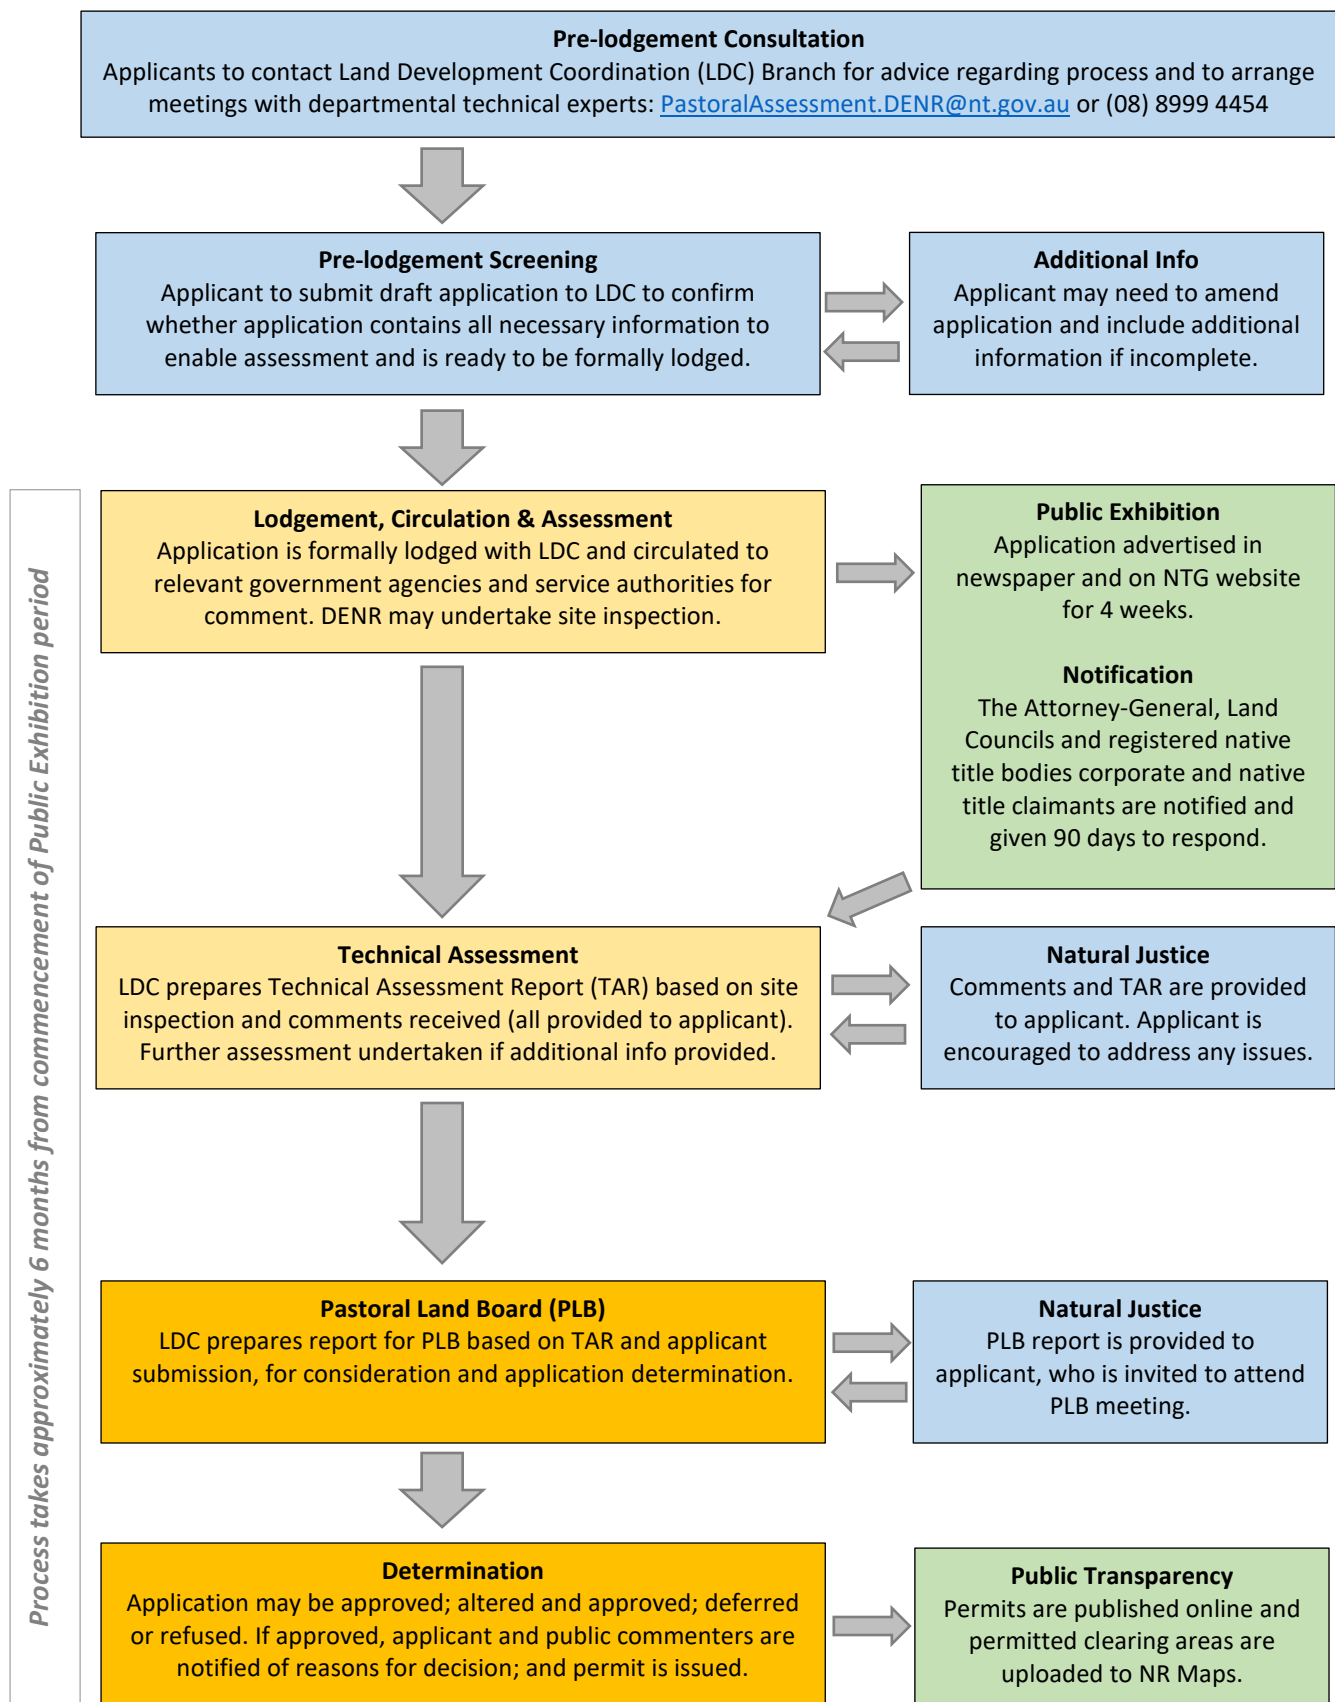 Pre-lodgement Consultation
Applicants to contact Land Development Coordination (LDC) Branch for advice regarding process and to arrange
meetings with departmental technical experts: PastoralAssessment.DENR@nt.gov.au or (08) 8999 4454
Pre-lodgement Screening
Applicant to submit draft application to LDC to confirm
whether application contains all necessary information to
enable assessment and is ready to be formally lodged.
Additional Info
Applicant may need to amend
application and include additional
information if incomplete.
Process takes approximately 6 months from commencement of Public Exhibition period
Lodgement, Circulation & Assessment
Application is formally lodged with LDC and circulated to
relevant government agencies and service authorities for
comment. DENR may undertake site inspection.
Public Exhibition
Application advertised in
newspaper and on NTG website
for 4 weeks.
Notification
The Attorney-General, Land
Councils and registered native
title bodies corporate and native
title claimants are notified and
given 90 days to respond.
Technical Assessment
LDC prepares Technical Assessment Report (TAR) based on site
inspection and comments received (all provided to applicant).
Further assessment undertaken if additional info provided.
Natural Justice
Comments and TAR are provided
to applicant. Applicant is
encouraged to address any issues.
Pastoral Land Board (PLB)
LDC prepares report for PLB based on TAR and applicant
submission, for consideration and application determination.
Natural Justice
PLB report is provided to
applicant, who is invited to attend
PLB meeting.
Determination
Application may be approved; altered and approved; deferred
or refused. If approved, applicant and public commenters are
notified of reasons for decision; and permit is issued.
Public Transparency
Permits are published online and
permitted clearing areas are
uploaded to NR Maps.